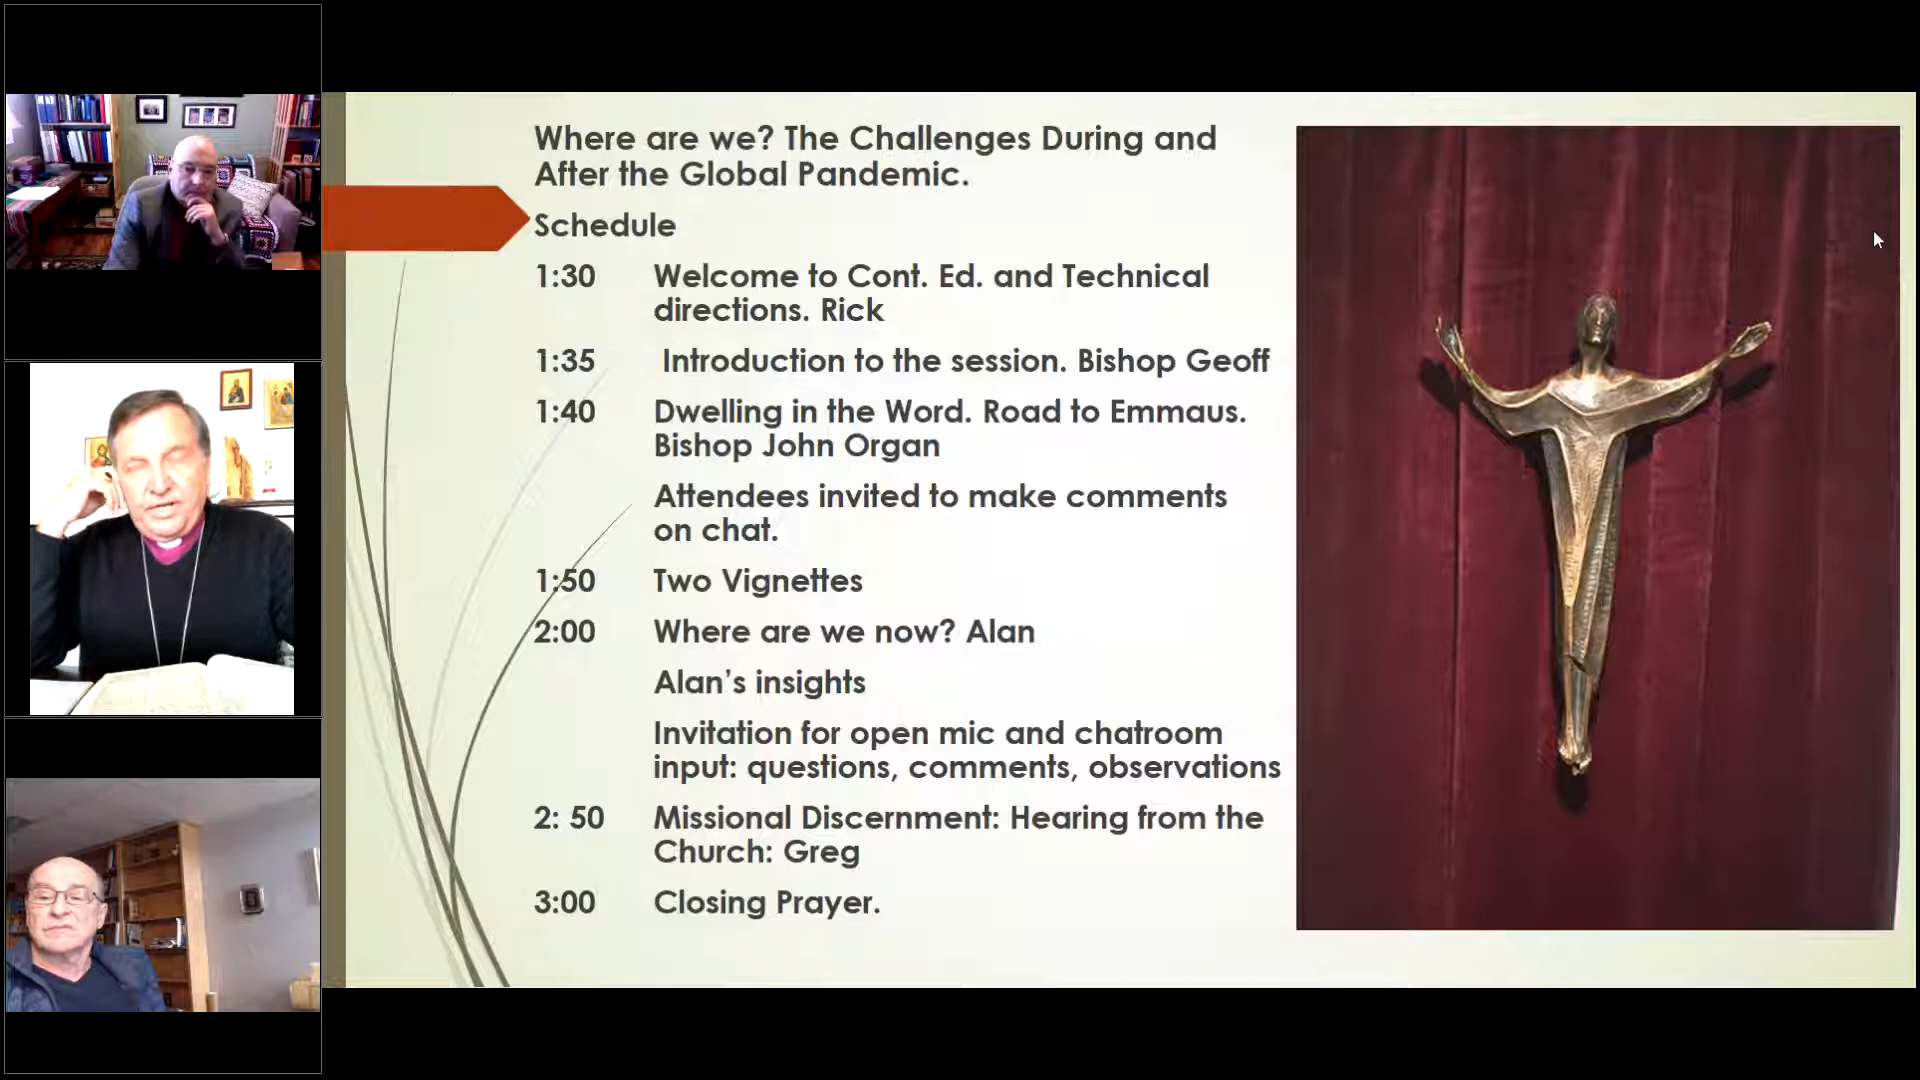 Where are we? The Challenges During and
After the Global Pandemic.
Schedule
1:30 Welcome to Cont. Ed. and Technical
directions. Rick
1:35 Introduction to the session. Bishop Geoff
1:40 Dwelling in the Word. Road to Emmaus.
Bishop John Organ
Attendees invited to make comments
on chat.
1:50 Two Vignettes
2:00 Where are we now? Alan
Alan’s insights
Invitation for open mic and chatroom
input: questions, comments, observations
2: 50 Missional Discernment: Hearing from the
Church: Greg
3:00 Closing Prayer.